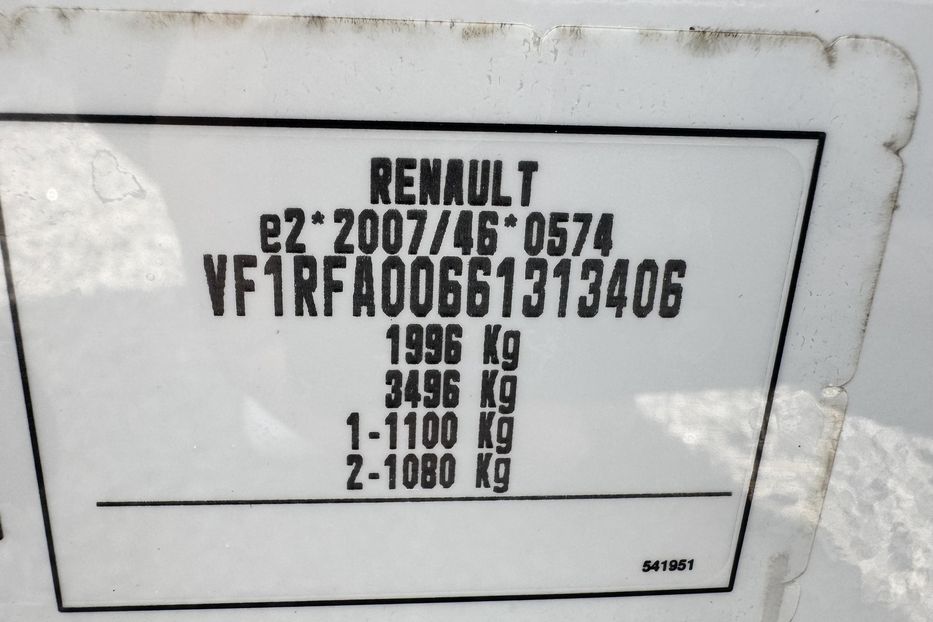 RENAULT
e2*2007/46*0574
VF1RFA00661313406
1996 Kg
3496 Kg
1-1100 Kg
2-1080 Kg
541951